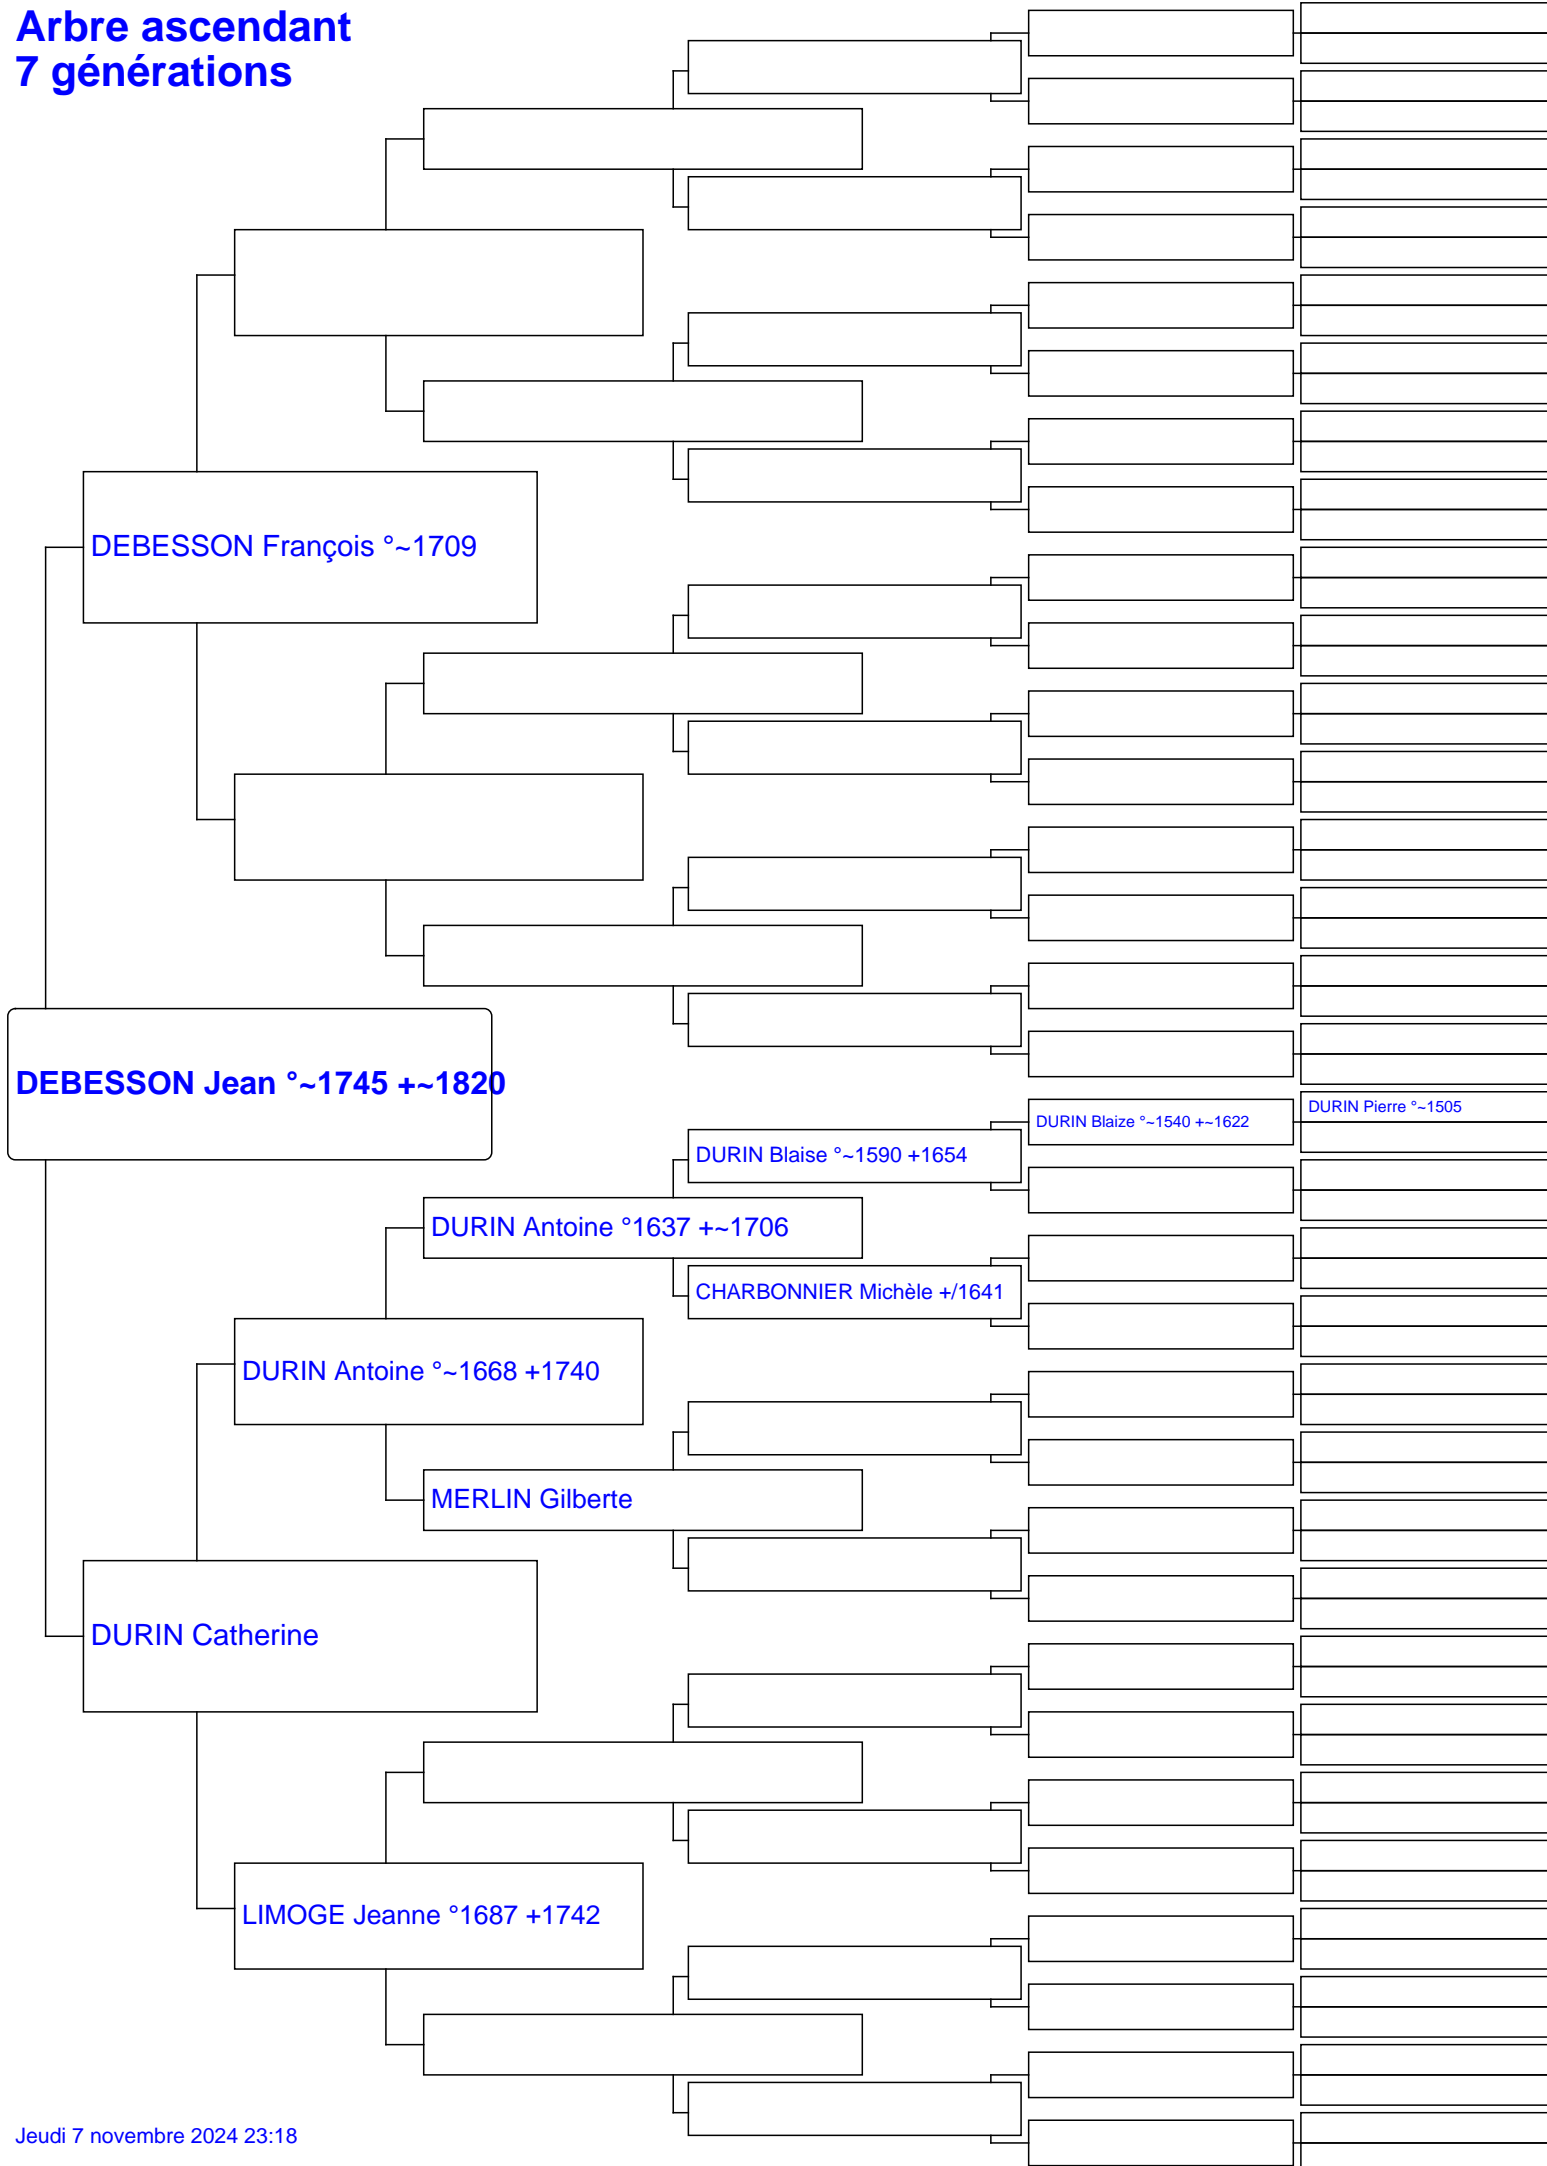 Arbre ascendant
7 générations
DEBESSON François °~1709
DEBESSON Jean °~1745 +~1820
DURIN Pierre °~1505
DURIN Blaize °~1540 +~1622
DURIN Blaise °~1590 +1654
DURIN Antoine °1637 +~1706
CHARBONNIER Michèle +/1641
DURIN Antoine °~1668 +1740
MERLIN Gilberte
DURIN Catherine
LIMOGE Jeanne °1687 +1742
Jeudi 7 novembre 2024 23:18